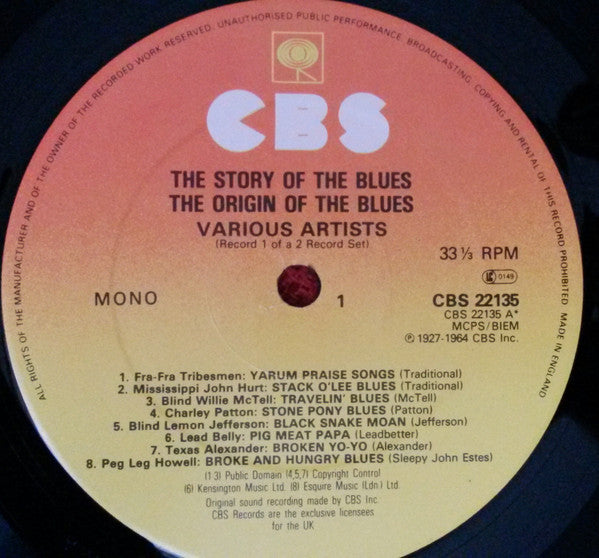 ALL RIGHTS OF THE MANUFACTURER AND OF THE OWNER OF THE RECORDED WORK RESERVED. UNAUTHORISED PUBLIC PERFORMANCE, BROADCASTING, COPYING AND RENTAL OF THIS RECORD PROHIBITED. MADE IN ENGLAND
CBS
THE STORY OF THE BLUES
THE ORIGIN OF THE BLUES
VARIOUS ARTISTS
(Record 1 of a 2 Record Set)
33⅓ RPM
LC 0149
MONO
1
CBS 22135
CBS 22135 A*
MCPS/BIEM
℗ 1927-1964 CBS Inc.
1. Fra-Fra Tribesmen: YARUM PRAISE SONGS (Traditional)
2. Mississippi John Hurt: STACK O'LEE BLUES (Traditional)
3. Blind Willie McTell: TRAVELIN' BLUES (McTell)
4. Charley Patton: STONE PONY BLUES (Patton)
5. Blind Lemon Jefferson: BLACK SNAKE MOAN (Jefferson)
6. Lead Belly: PIG MEAT PAPA (Leadbetter)
7. Texas Alexander: BROKEN YO-YO (Alexander)
8. Peg Leg Howell: BROKE AND HUNGRY BLUES (Sleepy John Estes)
(1-3) Public Domain (4,5,7) Copyright Control
(6) Kensington Music Ltd. (8) Esquire Music (Ldn.) Ltd.
Original sound recording made by CBS Inc
CBS Records are the exclusive licensees
for the UK